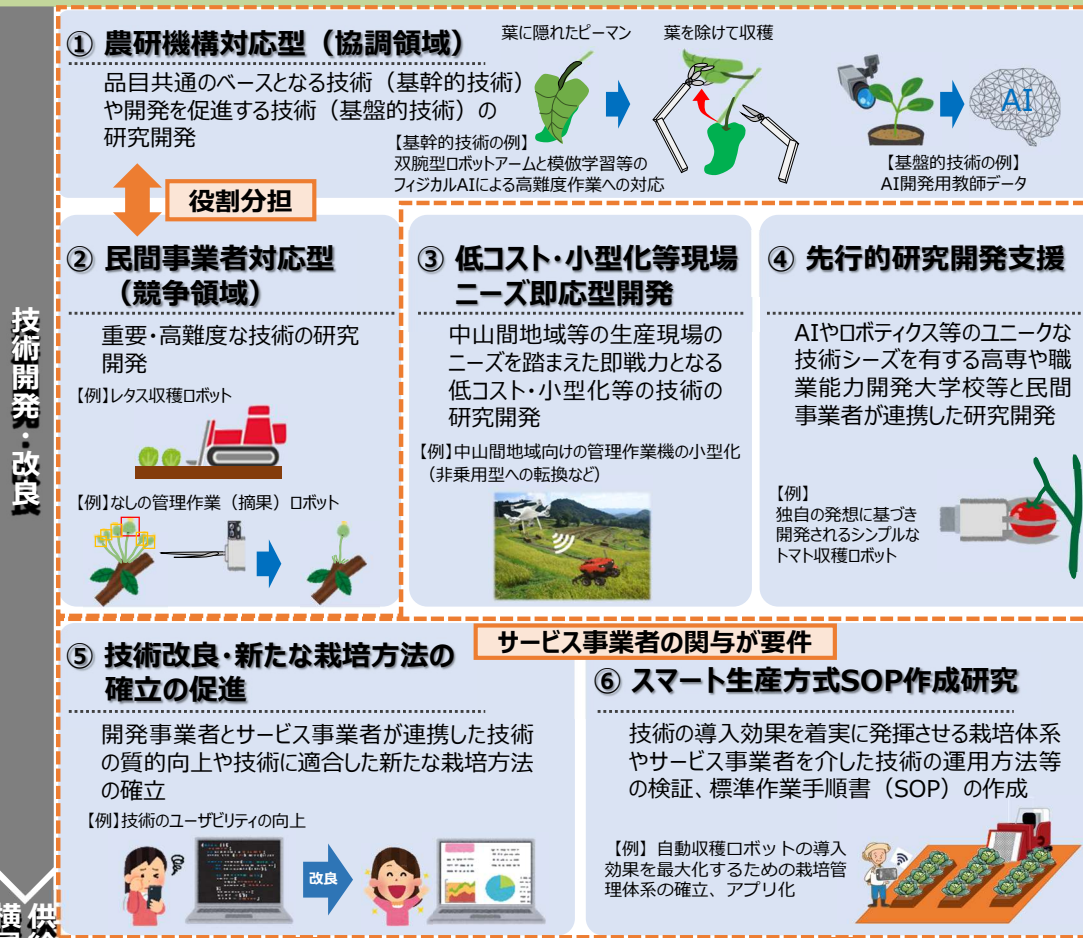 ① 農研機構対応型（協調領域）
品目共通のベースとなる技術（基幹的技術）
や開発を促進する技術（基盤的技術）の
研究開発
葉に隠れたピーマン
葉を除けて収穫
【基幹的技術の例】
双腕型ロボットアームと模倣学習等の
フィジカルAIによる高難度作業への対応
AI
【基盤的技術の例】
AI開発用教師データ
役割分担
② 民間事業者対応型
（競争領域）
重要・高難度な技術の研究
開発
【例】レタス収穫ロボット
【例】なしの管理作業（摘果）ロボット
③ 低コスト・小型化等現場
ニーズ即応型開発
中山間地域等の生産現場の
ニーズを踏まえた即戦力となる
低コスト・小型化等の技術の
研究開発
【例】中山間地域向けの管理作業機の小型化
（非乗用型への転換など）
④ 先行的研究開発支援
AIやロボティクス等のユニークな
技術シーズを有する高専や職
業能力開発大学校等と民間
事業者が連携した研究開発
【例】
独自の発想に基づき
開発されるシンプルな
トマト収穫ロボット
技術開発・改良
サービス事業者の関与が要件
⑤ 技術改良・新たな栽培方法の
確立の促進
開発事業者とサービス事業者が連携した技術
の質的向上や技術に適合した新たな栽培方法
の確立
【例】技術のユーザビリティの向上
改良
⑥ スマート生産方式SOP作成研究
技術の導入効果を着実に発揮させる栽培体系
やサービス事業者を介した技術の運用方法等
の検証、標準作業手順書（SOP）の作成
【例】 自動収穫ロボットの導入
効果を最大化するための栽培管
理体系の確立、アプリ化
供
横